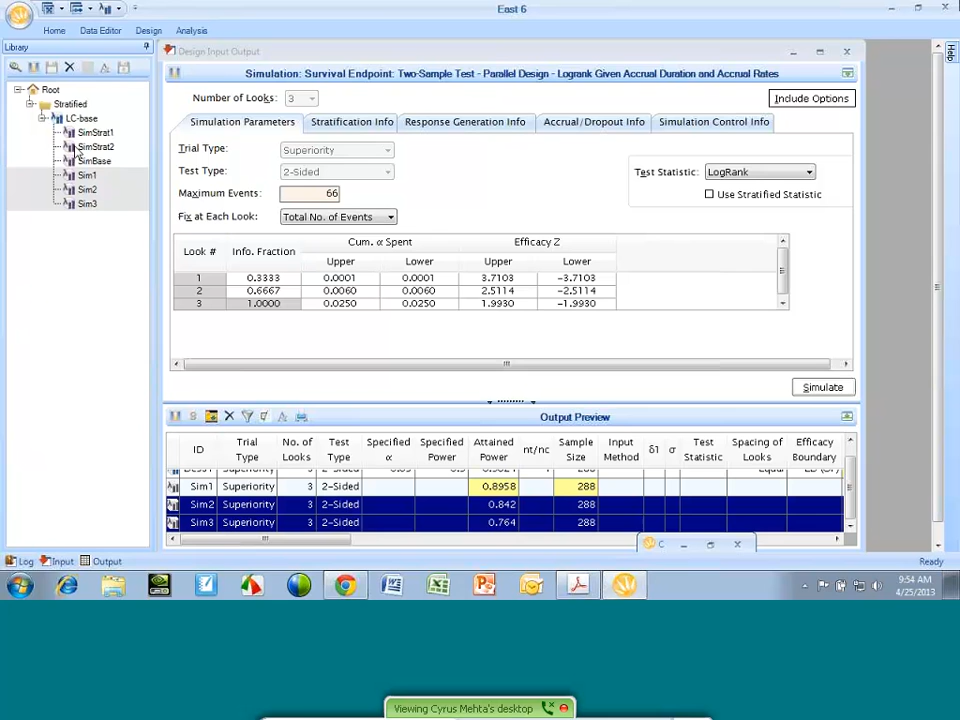 East 6
Home Data Editor Design Analysis
Library
Root
Stratified
LC-base
SimStrat1
SimStrat2
SimBase
Sim1
Sim2
Sim3
Design Input Output
Simulation: Survival Endpoint: Two-Sample Test - Parallel Design - Logrank Given Accrual Duration and Accrual Rates
Number of Looks: 3
Include Options
Simulation Parameters Stratification Info Response Generation Info Accrual/Dropout Info Simulation Control Info
Trial Type: Superiority
Test Type: 2-Sided
Maximum Events: 66
Fix at Each Look: Total No. of Events
Test Statistic: LogRank
Use Stratified Statistic
Look # Info. Fraction Cum. α Spent Efficacy Z
Upper Lower Upper Lower
1 0.3333 0.0001 0.0001 3.7103 -3.7103
2 0.6667 0.0060 0.0060 2.5114 -2.5114
3 1.0000 0.0250 0.0250 1.9930 -1.9930
Simulate
Output Preview
ID Trial Type No. of Looks Test Type Specified α Specified Power Attained Power nt/nc Sample Size Input Method δ1 σ Test Statistic Spacing of Looks Efficacy Boundary
Sim1 Superiority 3 2-Sided 0.8958 288
Sim2 Superiority 3 2-Sided 0.842 288
Sim3 Superiority 3 2-Sided 0.764 288
C
Log Input Output
Ready
9:54 AM
4/25/2013
Help
Viewing Cyrus Mehta's desktop